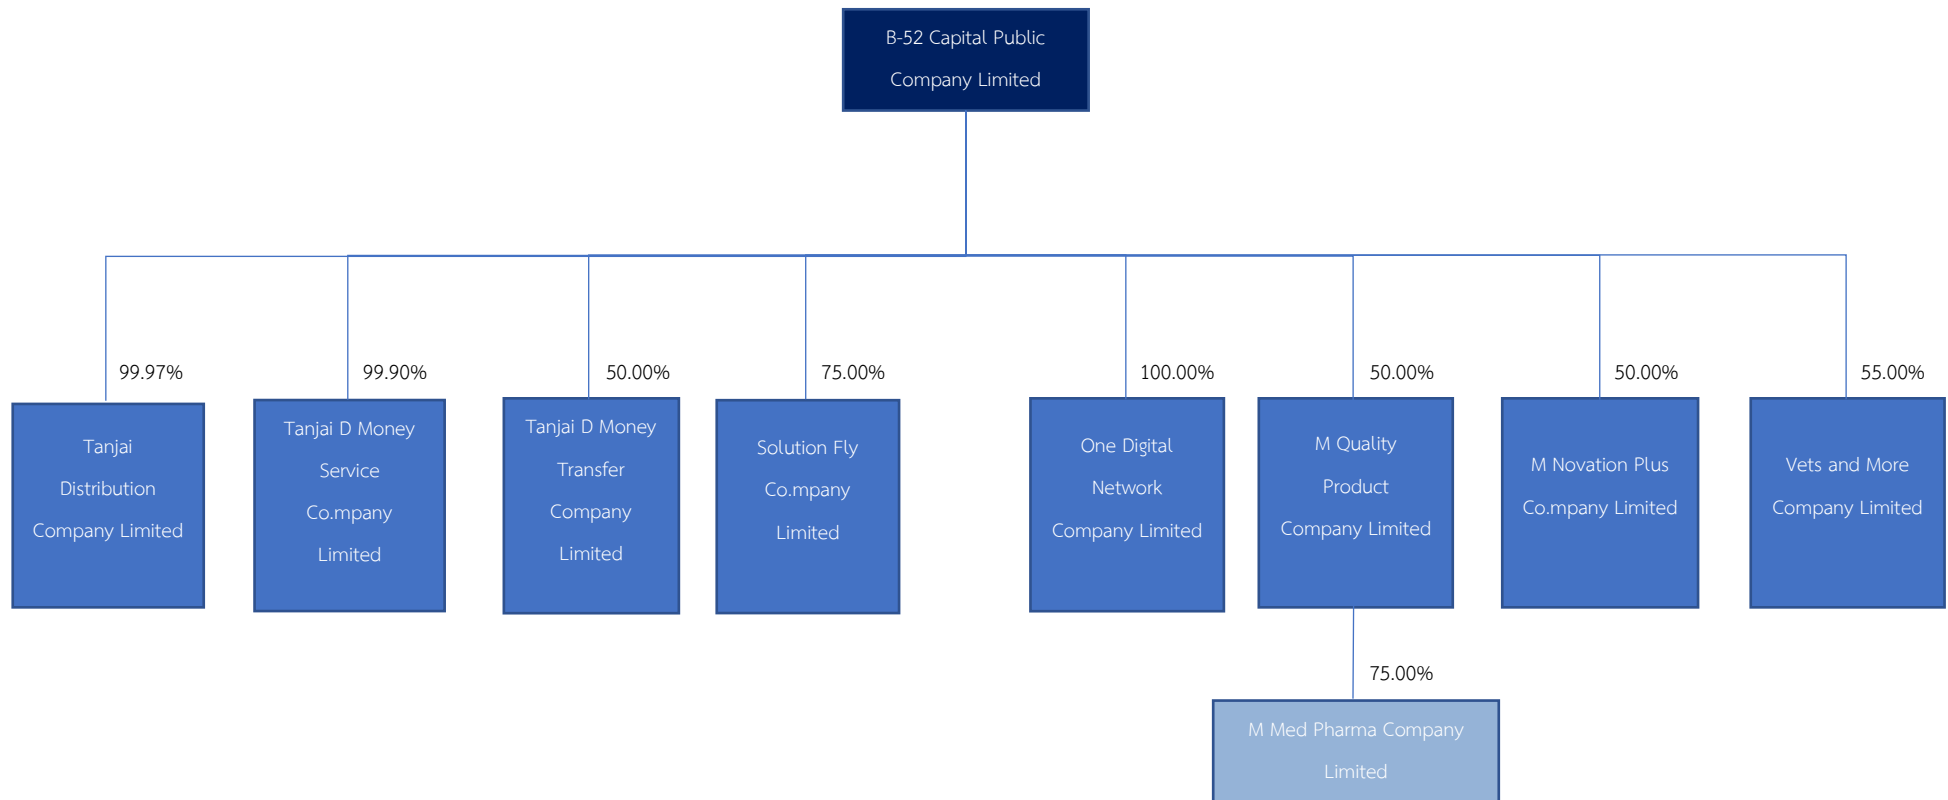 B-52 Capital Public
Company Limited
99.97%
99.90%
50.00%
75.00%
100.00%
50.00%
50.00%
55.00%
Tanjai
Distribution
Company Limited
Tanjai D Money
Service
Co.mpany
Limited
Tanjai D Money
Transfer
Company
Limited
Solution Fly
Co.mpany
Limited
One Digital
Network
Company Limited
M Quality
Product
Company Limited
M Novation Plus
Co.mpany Limited
Vets and More
Company Limited
75.00%
M Med Pharma Company
Limited